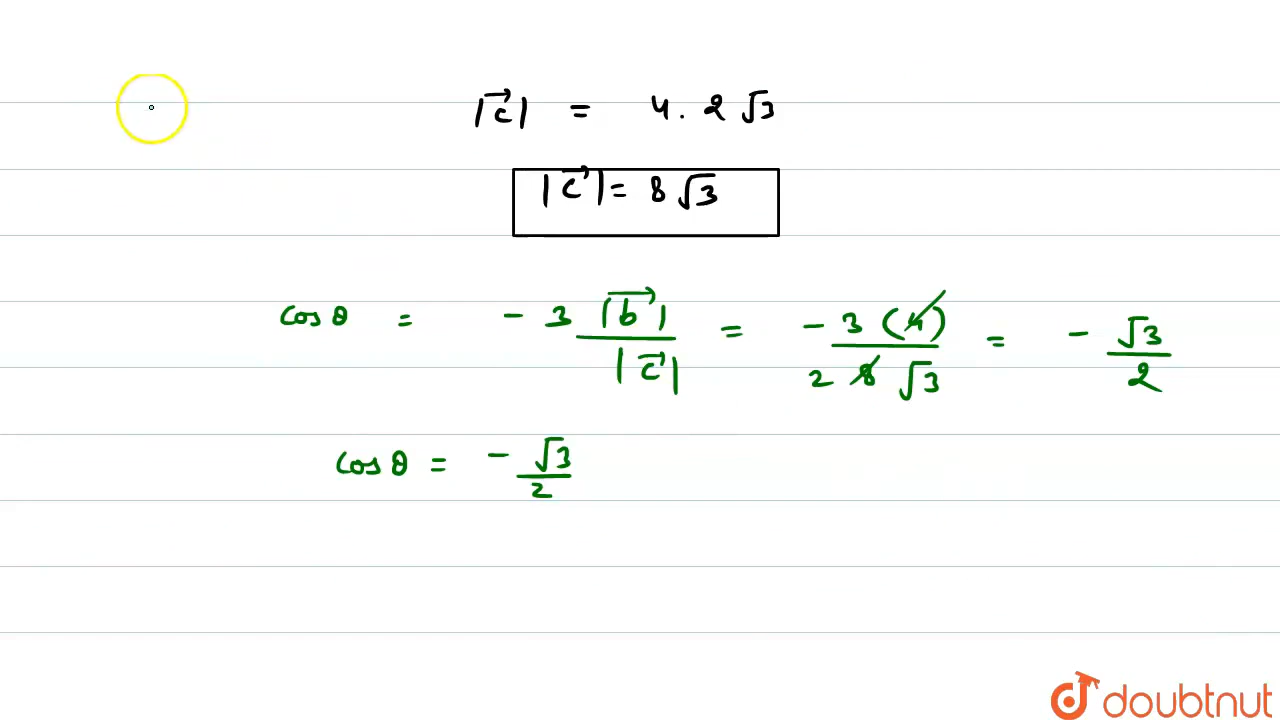 |c⃗| = 4 . 2 √3
|c⃗| = 8 √3
cos θ = - 3 |b⃗| / |c⃗| = - 3 (4) / 2 8 √3 = - √3 / 2
cos θ = - √3 / 2
doubtnut